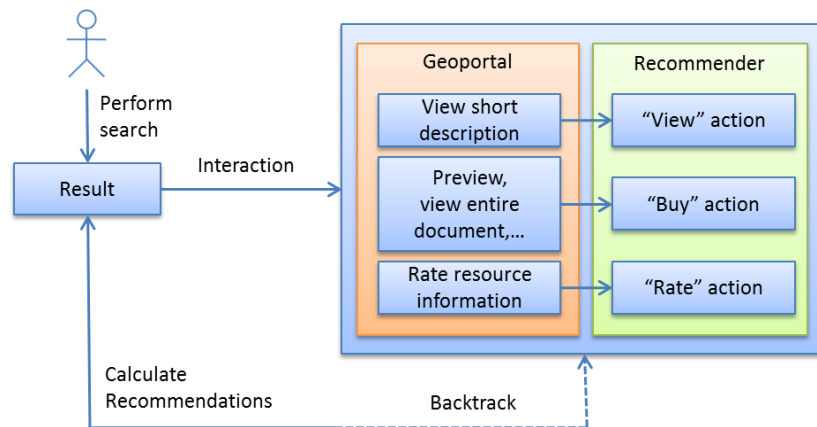 Perform
search
Result
Interaction
Geoportal
Recommender
View short
description
“View” action
Preview,
view entire
document,...
“Buy” action
Rate resource
information
“Rate” action
Calculate
Recommendations
Backtrack